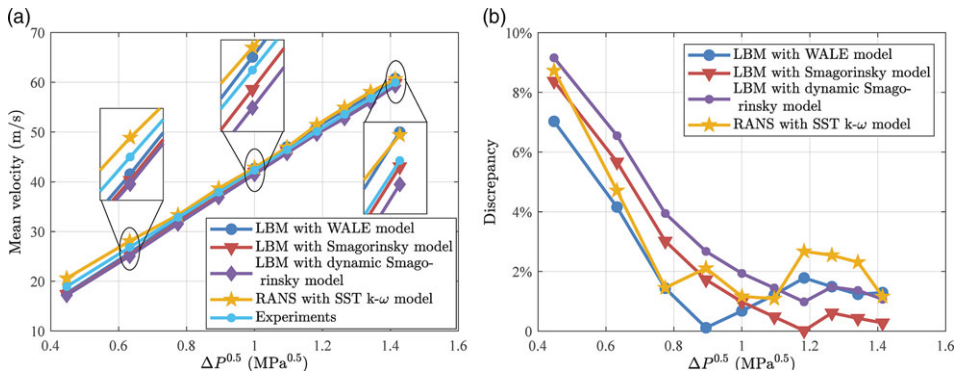 (a)
70
60
50
40
30
20
10
Mean velocity (m/s)
0.4
0.6
0.8
1
1.2
1.4
1.6
ΔP^0.5 (MPa^0.5)
LBM with WALE model
LBM with Smagorinsky model
LBM with dynamic Smago-
rinsky model
RANS with SST k-ω model
Experiments
(b)
10%
8%
6%
4%
2%
0
Discrepancy
0.4
0.6
0.8
1
1.2
1.4
1.6
ΔP^0.5 (MPa^0.5)
LBM with WALE model
LBM with Smagorinsky model
LBM with dynamic Smago-
rinsky model
RANS with SST k-ω model